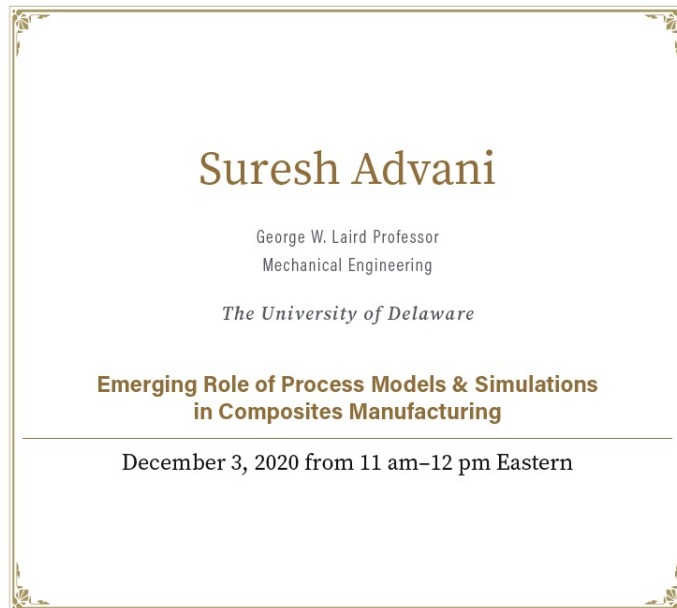 Suresh Advani
George W. Laird Professor
Mechanical Engineering
The University of Delaware
Emerging Role of Process Models & Simulations
in Composites Manufacturing
December 3, 2020 from 11 am–12 pm Eastern